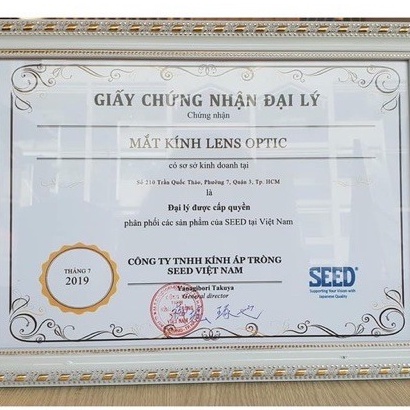 GIẤY CHỨNG NHẬN ĐẠI LÝ
Chứng nhận
MẮT KÍNH LENS OPTIC
có sơ sở kinh doanh tại
Số 210 Trần Quốc Thảo, Phường 7, Quận 3, Tp. HCM
là
Đại lý được cấp quyền
phân phối các sản phẩm của SEED tại Việt Nam
CÔNG TY TNHH KÍNH ÁP TRÒNG
SEED VIỆT NAM
Yanagibori Takuya
General director
THÁNG 7
2019
SEED
Supporting Your Vision with
Japanese Quality